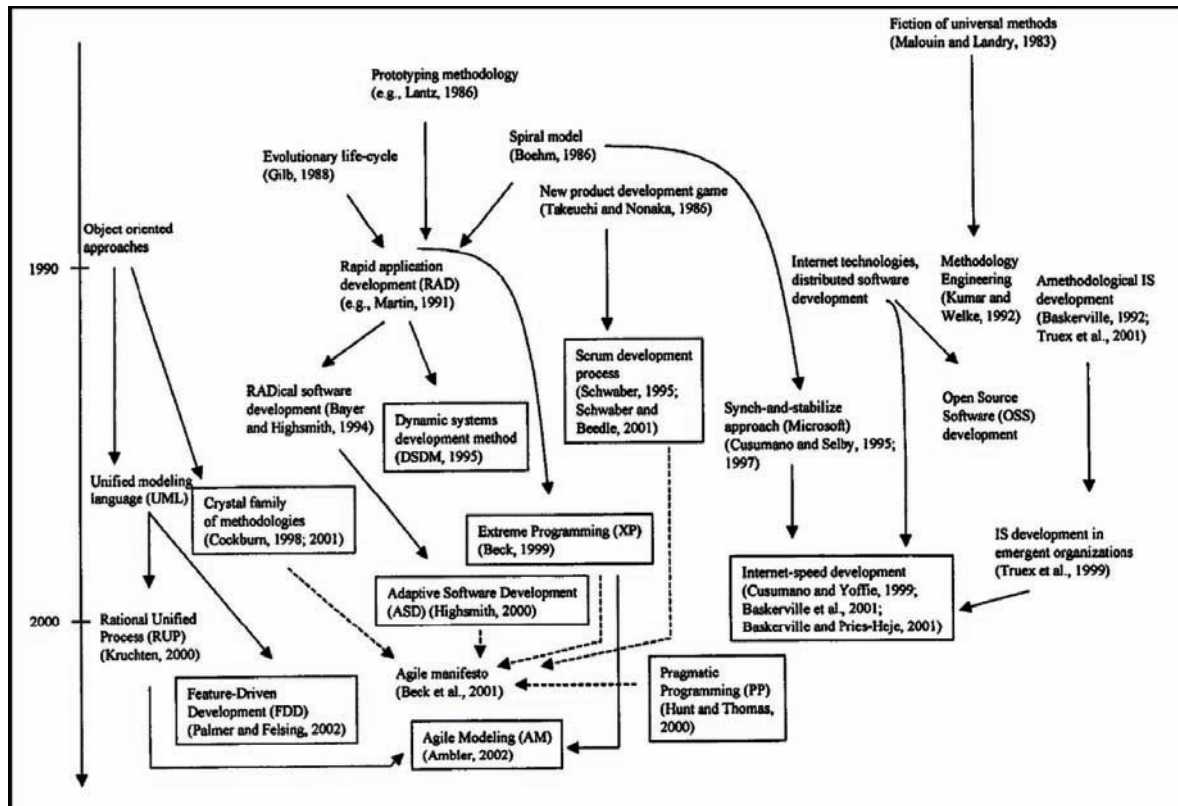 Fiction of universal methods
(Malouin and Landry, 1983)
Prototyping methodology
(e.g., Lantz, 1986)
Spiral model
(Boehm, 1986)
Evolutionary life-cycle
(Gilb, 1988)
New product development game
(Takeuchi and Nonaka, 1986)
Object oriented
approaches
1990
Rapid application
development (RAD)
(e.g., Martin, 1991)
Internet technologies,
distributed software
development
Methodology
Engineering
(Kumar and
Welke, 1992)
Amethodological IS
development
(Baskerville, 1992;
Truex et al., 2001)
Scrum development
process
(Schwaber, 1995;
Schwaber and
Beedle, 2001)
RADical software
development (Bayer
and Highsmith, 1994)
Dynamic systems
development method
(DSDM, 1995)
Synch-and-stabilize
approach (Microsoft)
(Cusumano and Selby, 1995;
1997)
Open Source
Software (OSS)
development
Unified modeling
language (UML)
Crystal family
of methodologies
(Cockburn, 1998; 2001)
Extreme Programming (XP)
(Beck, 1999)
IS development in
emergent organizations
(Truex et al., 1999)
Internet-speed development
(Cusumano and Yoffie, 1999;
Baskerville et al., 2001;
Baskerville and Pries-Heje, 2001)
Adaptive Software Development
(ASD) (Highsmith, 2000)
2000
Rational Unified
Process (RUP)
(Kruchten, 2000)
Agile manifesto
(Beck et al., 2001)
Pragmatic
Programming (PP)
(Hunt and Thomas,
2000)
Feature-Driven
Development (FDD)
(Palmer and Felsing, 2002)
Agile Modeling (AM)
(Ambler, 2002)